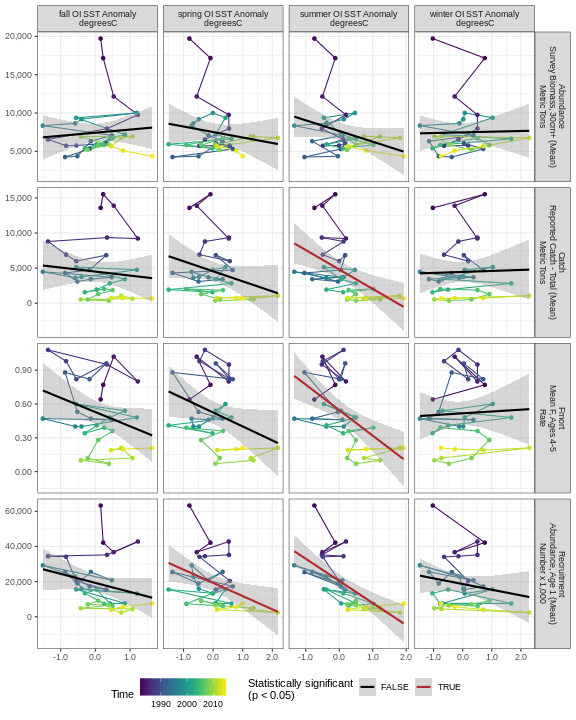 fall OI SST Anomaly
degreesC
spring OI SST Anomaly
degreesC
summer OI SST Anomaly
degreesC
winter OI SST Anomaly
degreesC
20,000
15,000
10,000
5,000
Abundance
Survey Biomass, 30cm+ (Mean)
Metric Tons
15,000
10,000
5,000
0
Catch
Reported Catch - Total (Mean)
Metric Tons
0.90
0.60
0.30
0.00
Fmort
Mean F, Ages 4-5
Rate
60,000
40,000
20,000
0
Recruitment
Abundance, Age 1 (Mean)
Number x 1,000
-1.0 0.0 1.0
-1.0 0.0 1.0 2.0
-1.0 0.0 1.0 2.0
-1.0 0.0 1.0 2.0
Time
1990 2000 2010
Statistically significant
(p < 0.05)
FALSE
TRUE